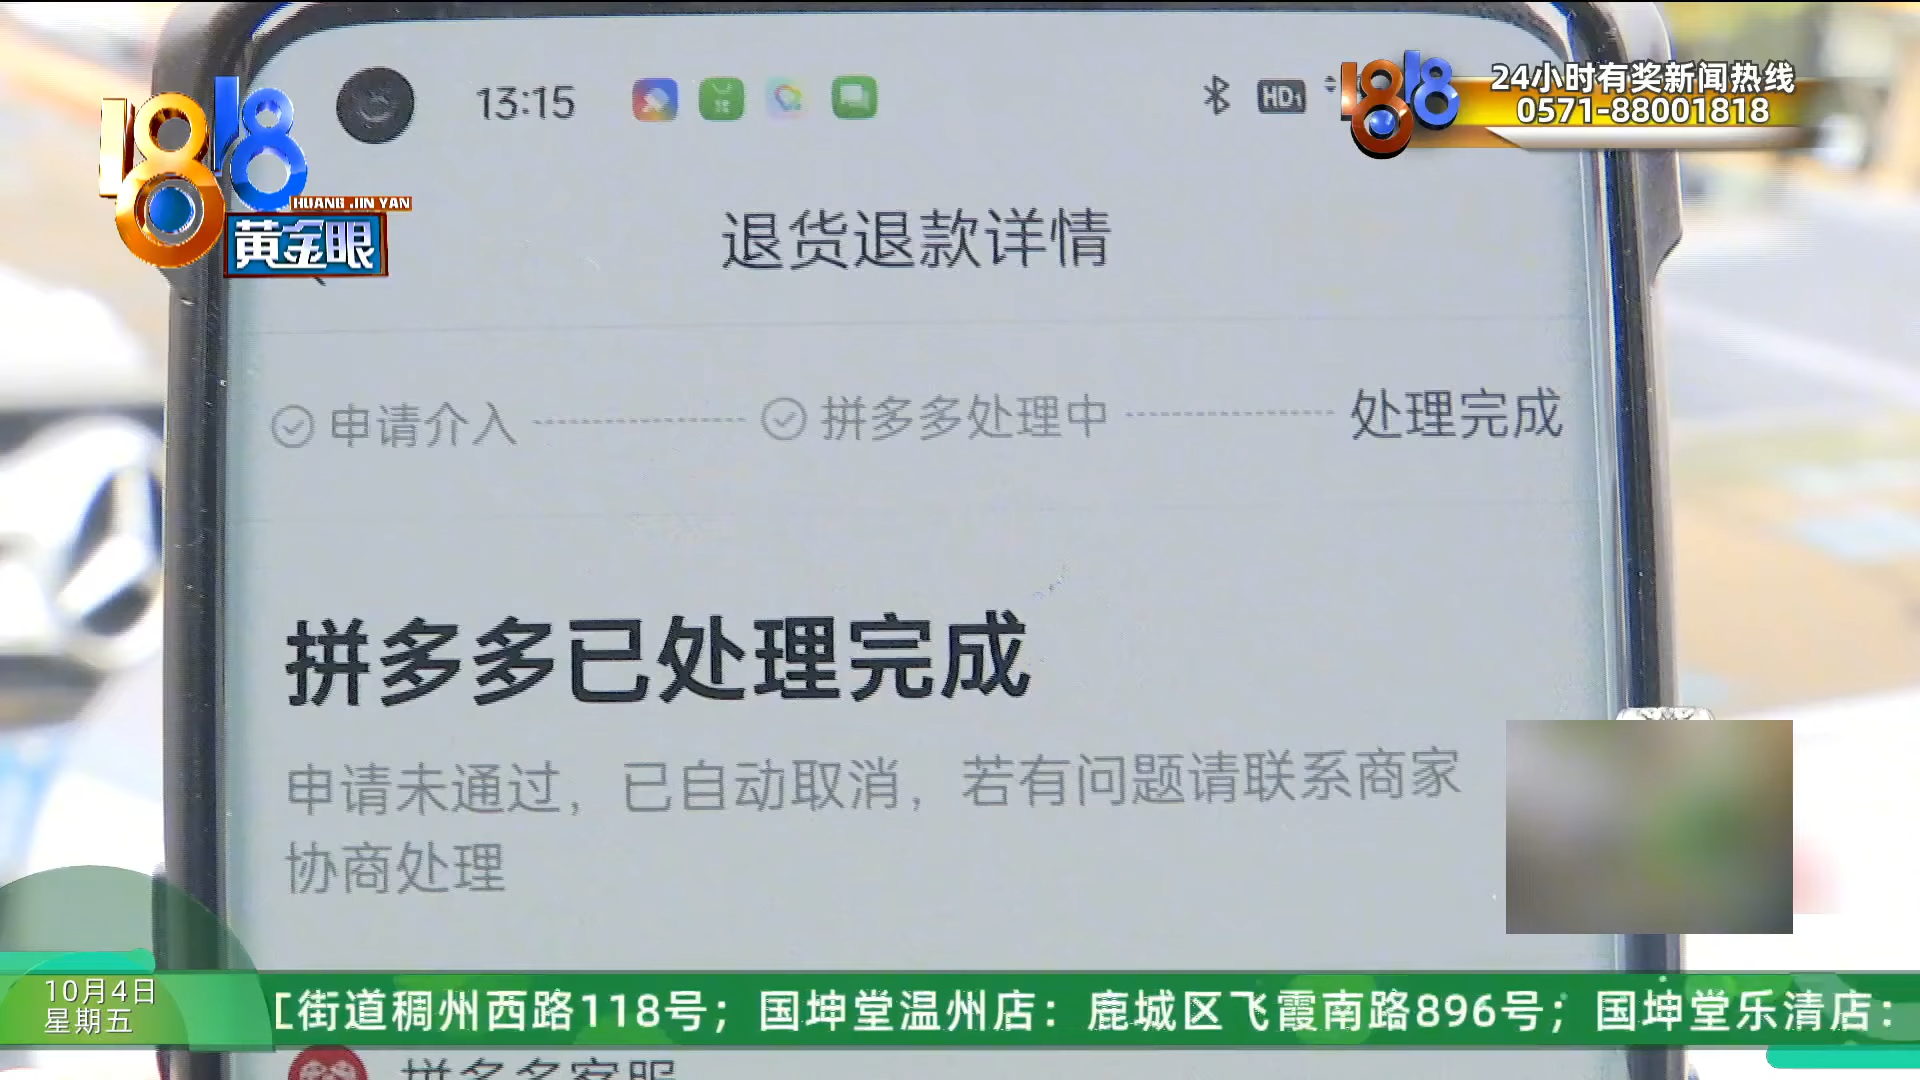 1818
HUANG JIN YAN
黄金眼
13:15
HD1
1818
24小时有奖新闻热线
0571-88001818
退货退款详情
申请介入
拼多多处理中
处理完成
拼多多已处理完成
申请未通过，已自动取消，若有问题请联系商家
协商处理
10月4日
星期五
街道稠州西路118号；国坤堂温州店：鹿城区飞霞南路896号；国坤堂乐清店：
拼多多客服